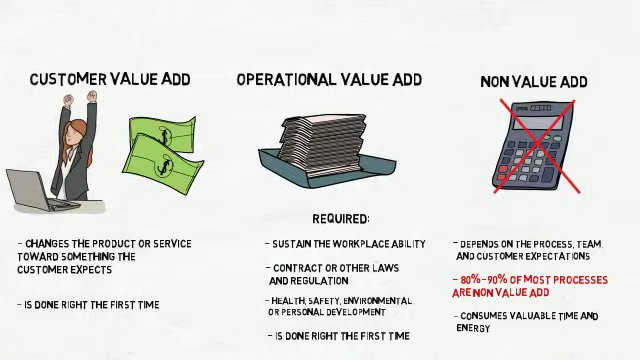 CUSTOMER VALUE ADD
- CHANGES THE PRODUCT OR SERVICE
TOWARD SOMETHING THE
CUSTOMER EXPECTS
- IS DONE RIGHT THE FIRST TIME
OPERATIONAL VALUE ADD
REQUIRED:
- SUSTAIN THE WORKPLACE ABILITY
- CONTRACT OR OTHER LAWS
AND REGULATION
- HEALTH, SAFETY, ENVIRONMENTAL
OR PERSONAL DEVELOPMENT
- IS DONE RIGHT THE FIRST TIME
NON VALUE ADD
- DEPENDS ON THE PROCESS, TEAM,
AND CUSTOMER EXPECTATIONS
- 80%-90% OF MOST PROCESSES
ARE NON VALUE ADD
- CONSUMES VALUABLE TIME AND
ENERGY